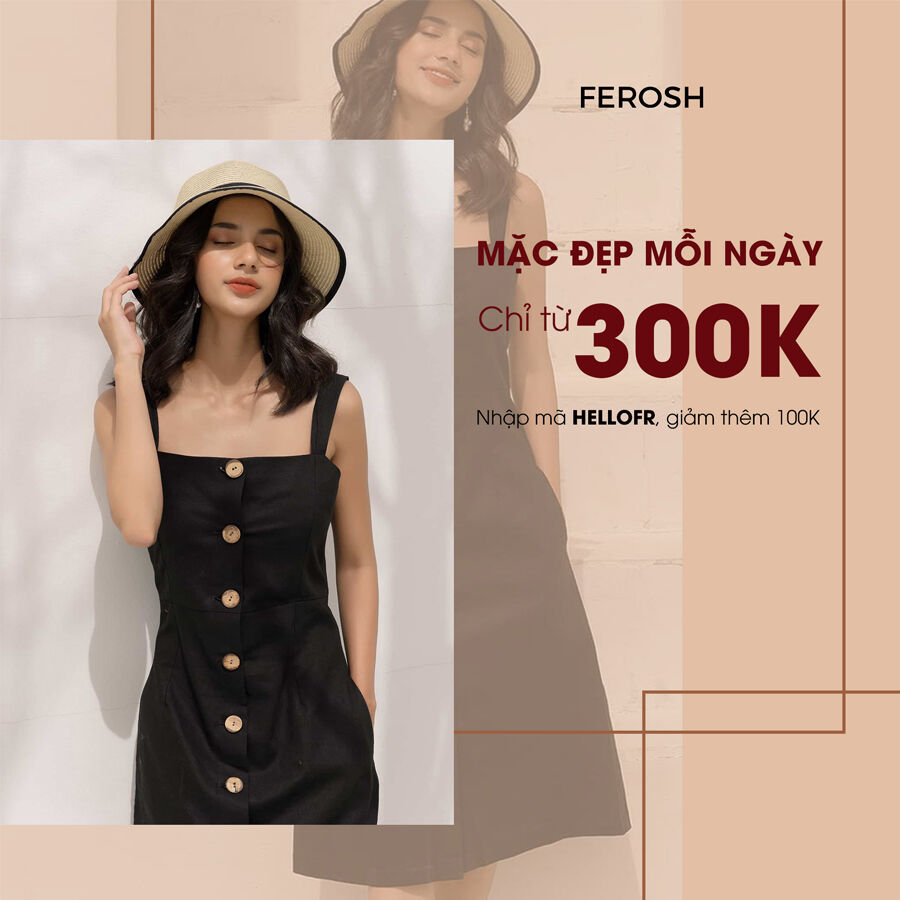 FEROSH
MẶC ĐẸP MỖI NGÀY
Chỉ từ 300K
Nhập mã HELLOFR, giảm thêm 100K